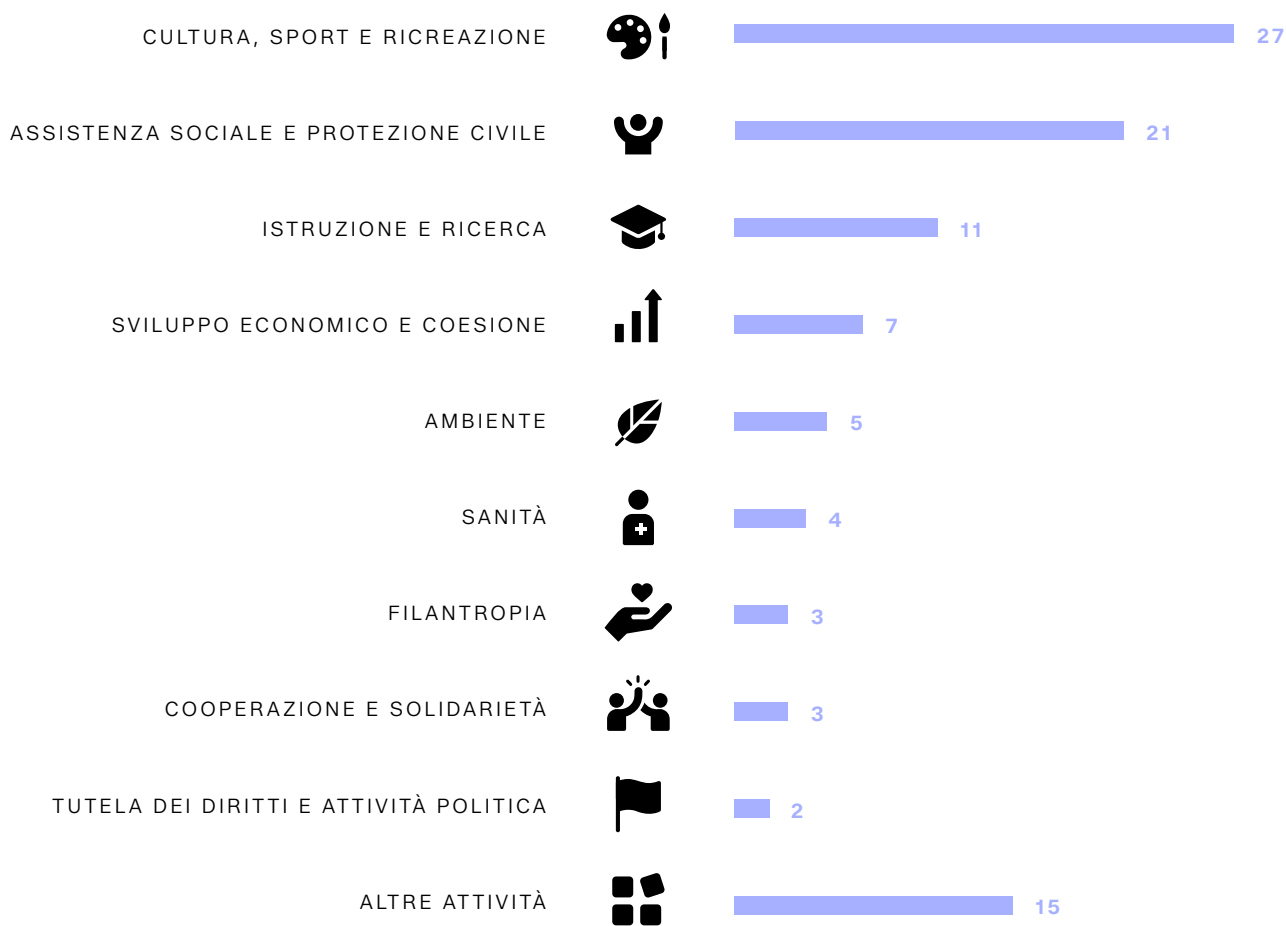 CULTURA, SPORT E RICREAZIONE 27
ASSISTENZA SOCIALE E PROTEZIONE CIVILE 21
ISTRUZIONE E RICERCA 11
SVILUPPO ECONOMICO E COESIONE 7
AMBIENTE 5
SANITÀ 4
FILANTROPIA 3
COOPERAZIONE E SOLIDARIETÀ 3
TUTELA DEI DIRITTI E ATTIVITÀ POLITICA 2
ALTRE ATTIVITÀ 15